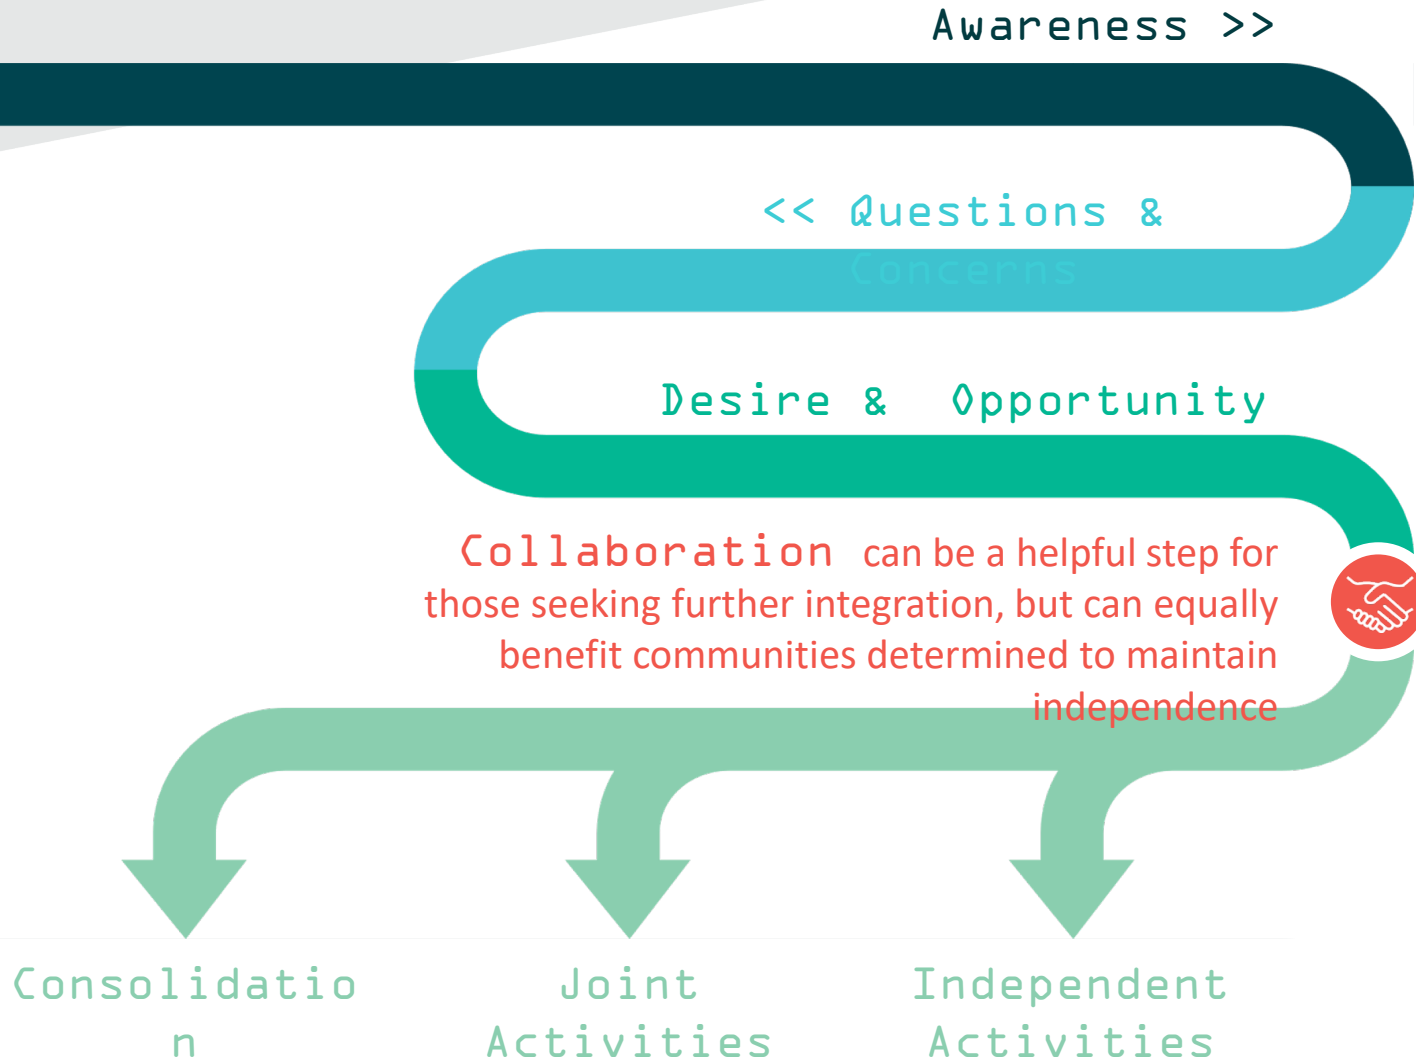 Awareness >>
<< Questions &
Concerns
Desire & Opportunity
Collaboration can be a helpful step for
those seeking further integration, but can equally
benefit communities determined to maintain
independence
Consolidatio
n
Joint
Activities
Independent
Activities